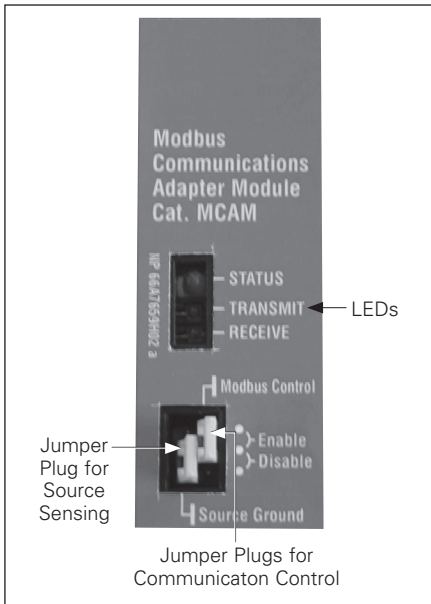 Modbus
Communications
Adapter Module
Cat. MCAM
NP 66A7659H02 a
STATUS
TRANSMIT
RECEIVE
LEDs
Modbus Control
Enable
Disable
Source Ground
Jumper
Plug for
Source
Sensing
Jumper Plugs for
Communicaton Control